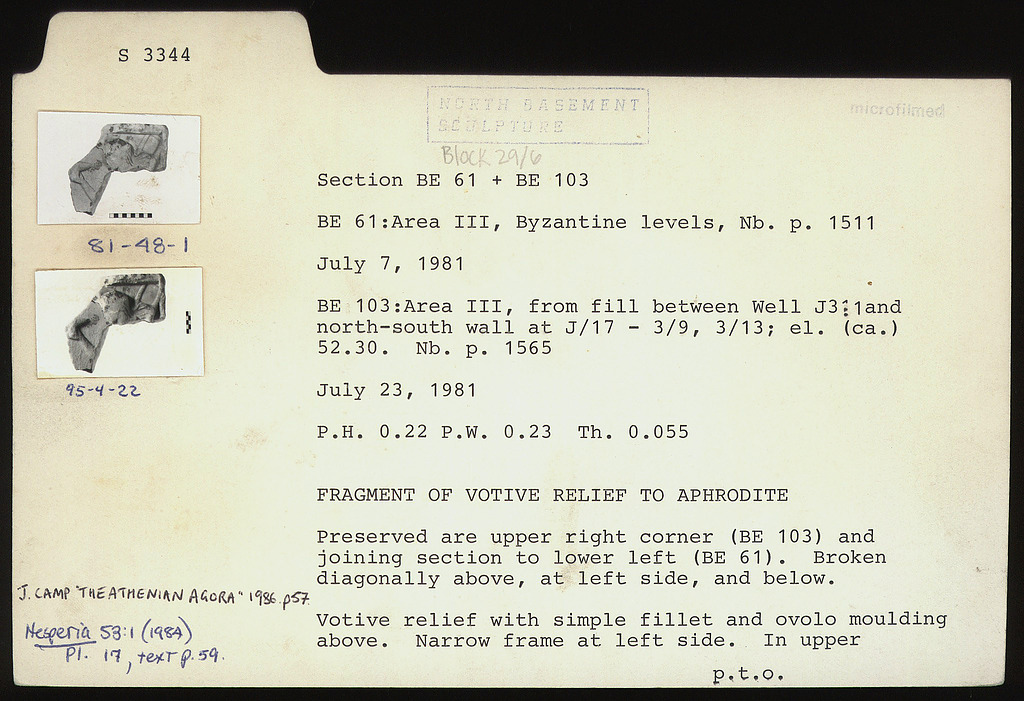 S 3344
NORTH BASEMENT
SCULPTURE
microfilmed
Block 29/6
Section BE 61 + BE 103
BE 61:Area III, Byzantine levels, Nb. p. 1511
81-48-1
July 7, 1981
BE 103:Area III, from fill between Well J3:1and
north-south wall at J/17 - 3/9, 3/13; el. (ca.)
52.30. Nb. p. 1565
95-4-22
July 23, 1981
P.H. 0.22 P.W. 0.23 Th. 0.055
FRAGMENT OF VOTIVE RELIEF TO APHRODITE
Preserved are upper right corner (BE 103) and
joining section to lower left (BE 61). Broken
diagonally above, at left side, and below.
J. CAMP "THE ATHENIAN AGORA" 1986. p57.
Votive relief with simple fillet and ovolo moulding
above. Narrow frame at left side. In upper
Hesperia 53:1 (1984)
Pl. 17, text p. 59.
p.t.o.